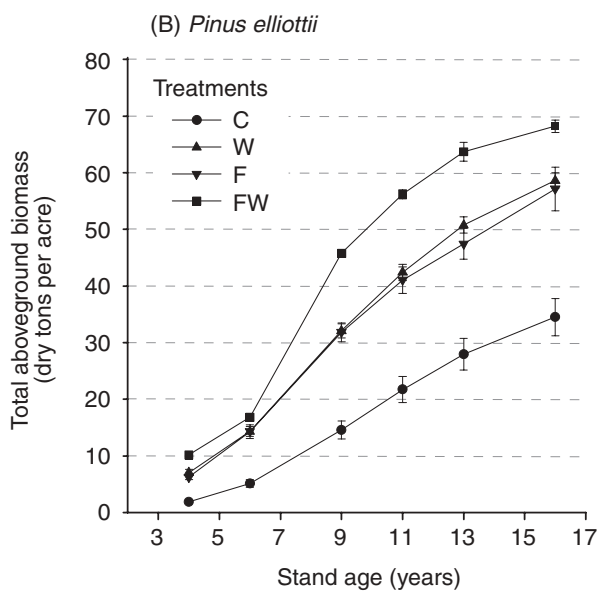 (B) Pinus elliottii
Total aboveground biomass
(dry tons per acre)
80
70
60
50
40
30
20
10
0
Treatments
C
W
F
FW
3 5 7 9 11 13 15 17
Stand age (years)